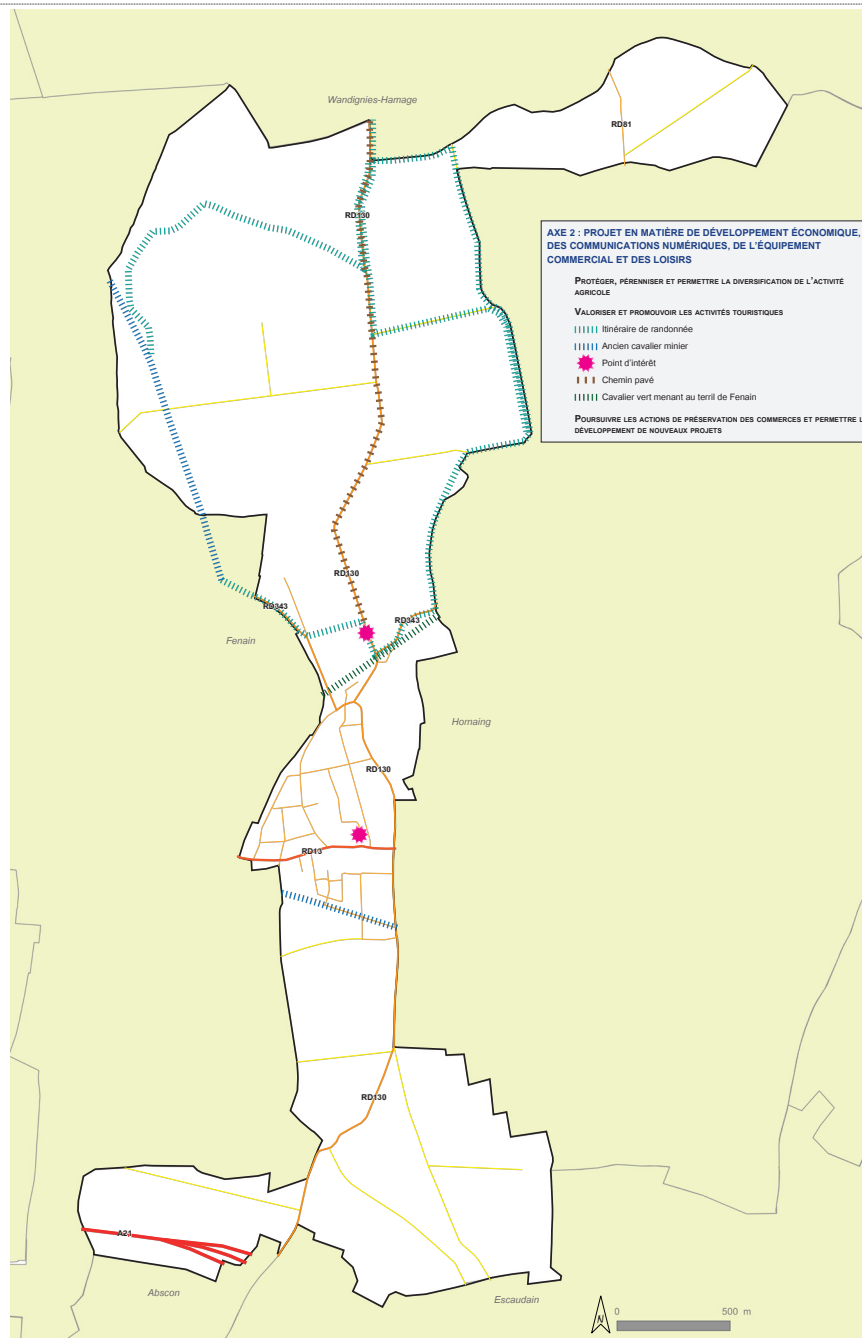 Wandignies-Hamage
RD81
RD130
AXE 2 : PROJET EN MATIÈRE DE DÉVELOPPEMENT ÉCONOMIQUE,
DES COMMUNICATIONS NUMÉRIQUES, DE L'ÉQUIPEMENT
COMMERCIAL ET DES LOISIRS
PROTÉGER, PÉRENNISER ET PERMETTRE LA DIVERSIFICATION DE L'ACTIVITÉ
AGRICOLE
VALORISER ET PROMOUVOIR LES ACTIVITÉS TOURISTIQUES
Itinéraire de randonnée
Ancien cavalier minier
Point d'intérêt
Chemin pavé
Cavalier vert menant au terril de Fenain
POURSUIVRE LES ACTIONS DE PRÉSERVATION DES COMMERCES ET PERMETTRE L
DÉVELOPPEMENT DE NOUVEAUX PROJETS
RD130
RD343
RD343
Fenain
Hornaing
RD130
RD13
RD130
A21
Abscon
Escaudain
N
0
500 m